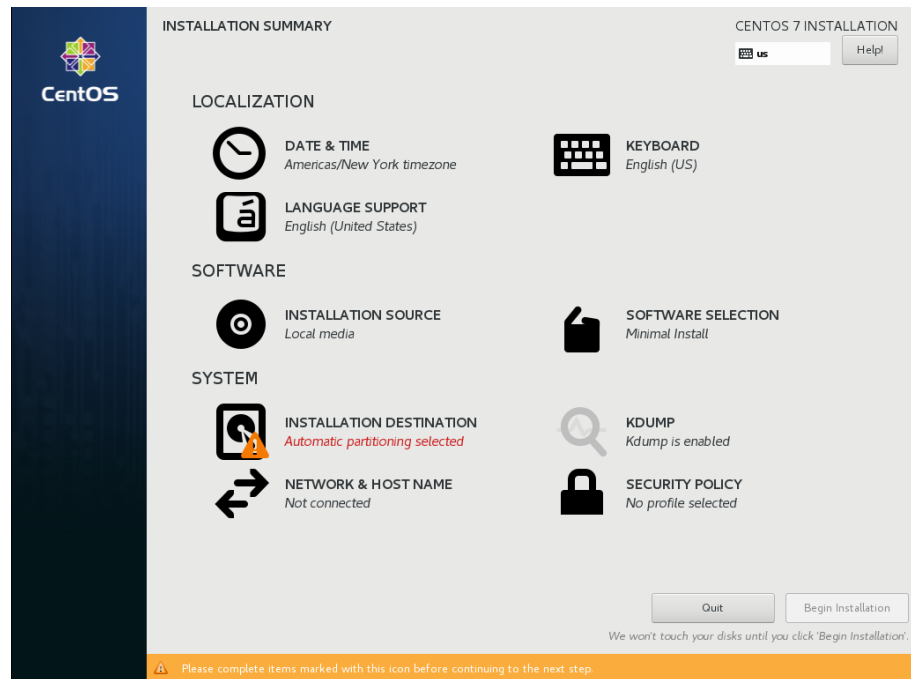 INSTALLATION SUMMARY
CENTOS 7 INSTALLATION
us
Help!
CentOS
LOCALIZATION
DATE & TIME
Americas/New York timezone
KEYBOARD
English (US)
LANGUAGE SUPPORT
English (United States)
SOFTWARE
INSTALLATION SOURCE
Local media
SOFTWARE SELECTION
Minimal Install
SYSTEM
INSTALLATION DESTINATION
Automatic partitioning selected
KDUMP
Kdump is enabled
NETWORK & HOST NAME
Not connected
SECURITY POLICY
No profile selected
Quit
Begin Installation
We won't touch your disks until you click 'Begin Installation'.
Please complete items marked with this icon before continuing to the next step.